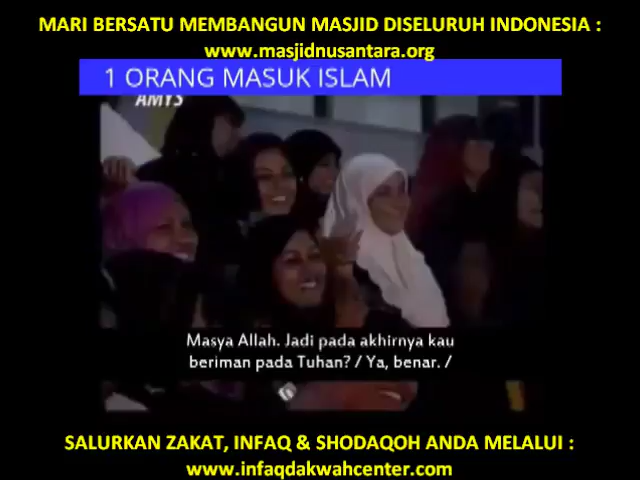 MARI BERSATU MEMBANGUN MASJID DISELURUH INDONESIA :
www.masjidnusantara.org
1 ORANG MASUK ISLAM
AMYS
Masya Allah. Jadi pada akhirnya kau
beriman pada Tuhan? / Ya, benar. /
SALURKAN ZAKAT, INFAQ & SHODAQOH ANDA MELALUI :
www.infaqdakwahcenter.com